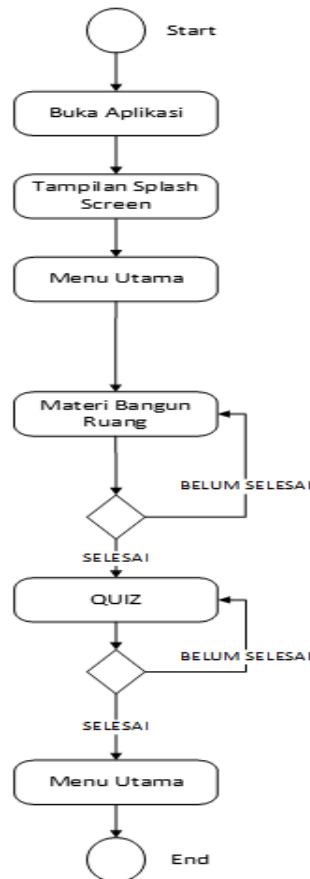 Start
Buka Aplikasi
Tampilan Splash
Screen
Menu Utama
Materi Bangun
Ruang
BELUM SELESAI
SELESAI
QUIZ
BELUM SELESAI
SELESAI
Menu Utama
End